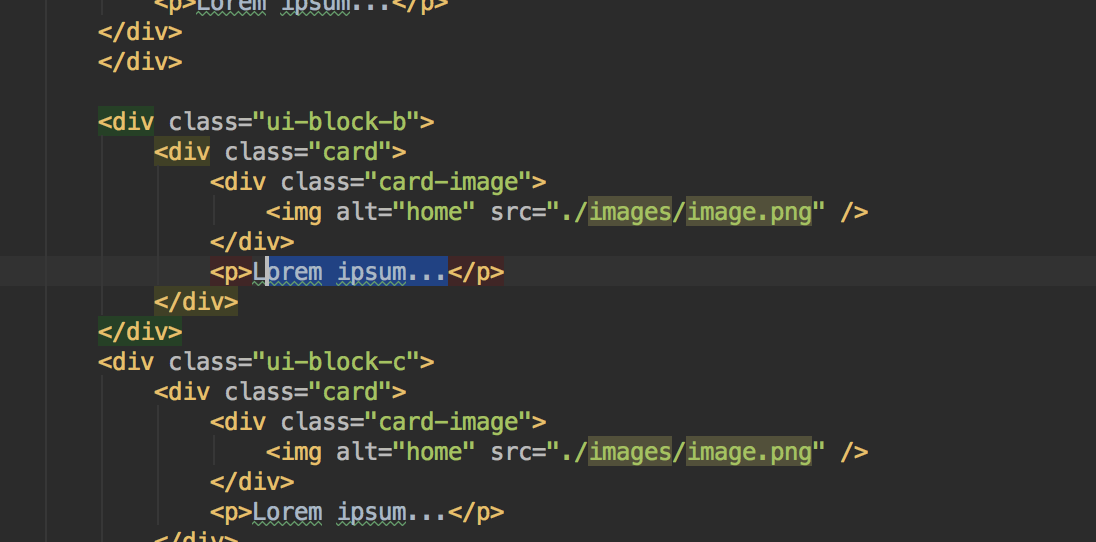 <p>Lorem ipsum...</p>
</div>
</div>
<div class="ui-block-b">
<div class="card">
<div class="card-image">
<img alt="home" src="./images/image.png" />
</div>
<p>Lorem ipsum...</p>
</div>
</div>
<div class="ui-block-c">
<div class="card">
<div class="card-image">
<img alt="home" src="./images/image.png" />
</div>
<p>Lorem ipsum...</p>
</div>